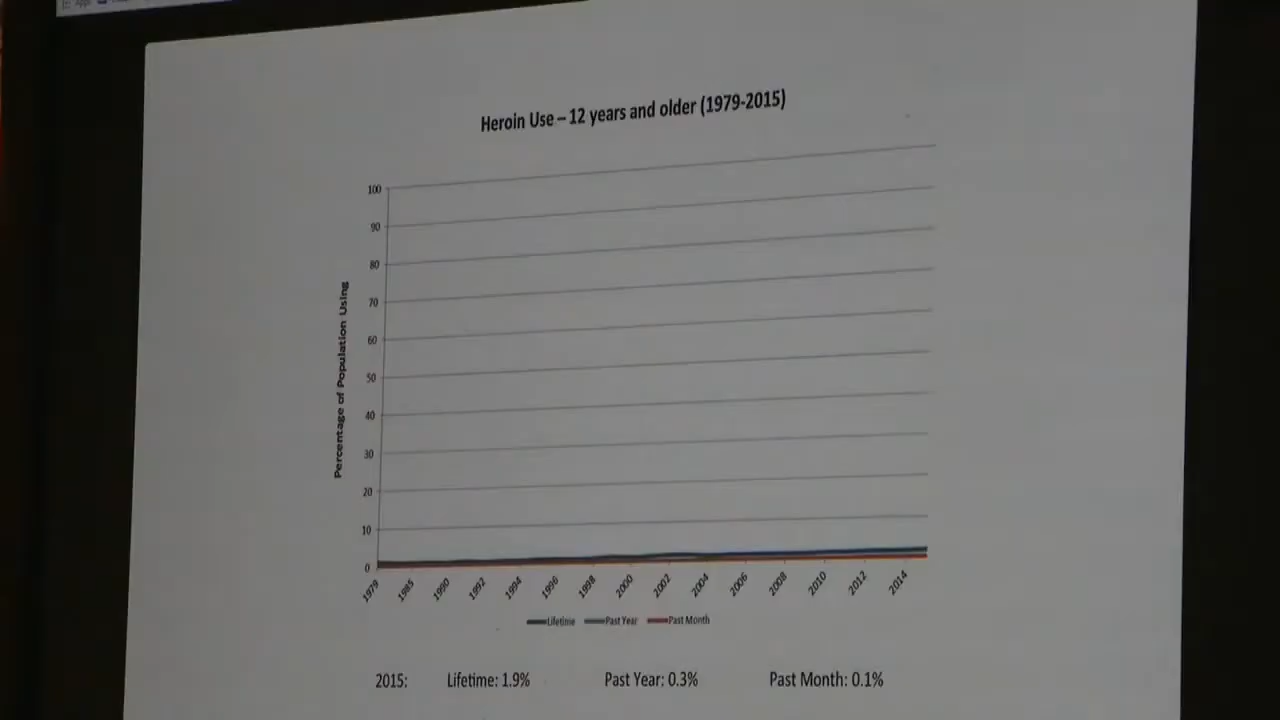 Apps
Heroin Use – 12 years and older (1979-2015)
Percentage of Population Using
100
90
80
70
60
50
40
30
20
10
0
1979 1985 1990 1992 1994 1996 1998 2000 2002 2004 2006 2008 2010 2012 2014
Lifetime Past Year Past Month
2015: Lifetime: 1.9% Past Year: 0.3% Past Month: 0.1%